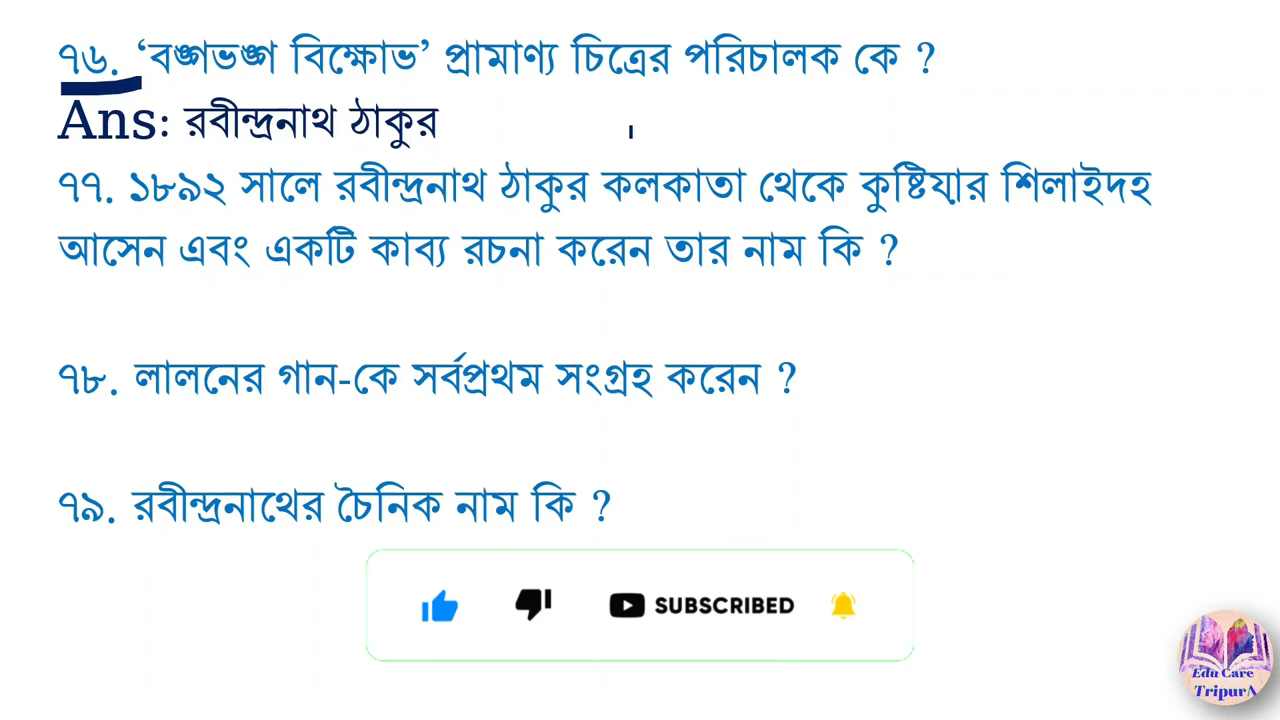 ৭৬. ‘বঙ্গভঙ্গ বিক্ষোভ’ প্রামাণ্য চিত্রের পরিচালক কে ?
Ans: রবীন্দ্রনাথ ঠাকুর
৭৭. ১৮৯২ সালে রবীন্দ্রনাথ ঠাকুর কলকাতা থেকে কুষ্টিয়ার শিলাইদহ
আসেন এবং একটি কাব্য রচনা করেন তার নাম কি ?
৭৮. লালনের গান-কে সর্বপ্রথম সংগ্রহ করেন ?
৭৯. রবীন্দ্রনাথের চৈনিক নাম কি ?
SUBSCRIBED
Edu Care
TripurA